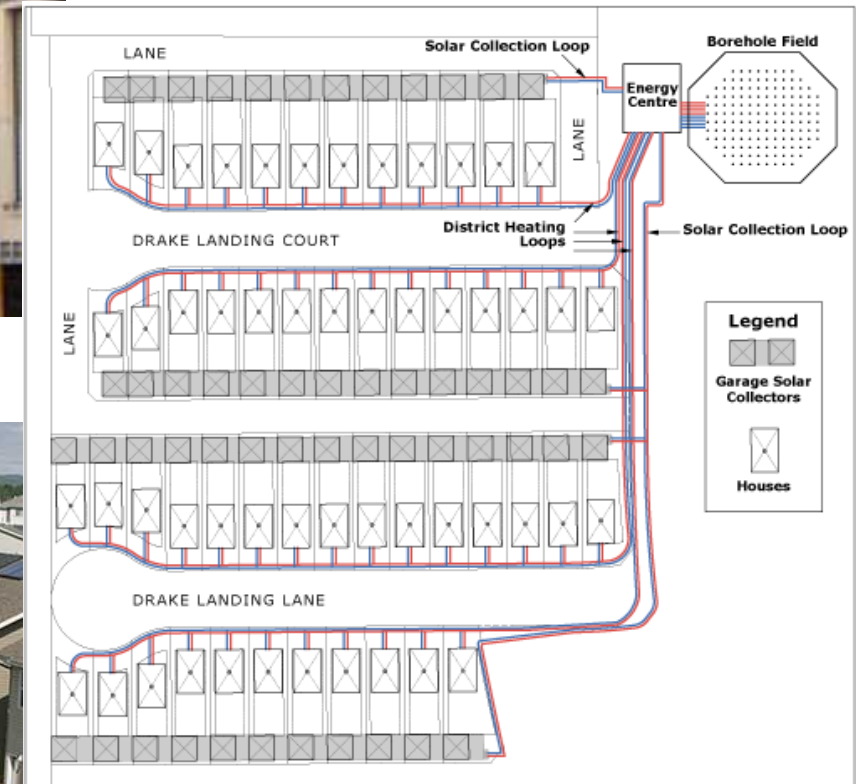 LANE
Solar Collection Loop
Borehole Field
Energy
Centre
LANE
District Heating
Loops
Solar Collection Loop
DRAKE LANDING COURT
LANE
Legend
Garage Solar
Collectors
Houses
DRAKE LANDING LANE